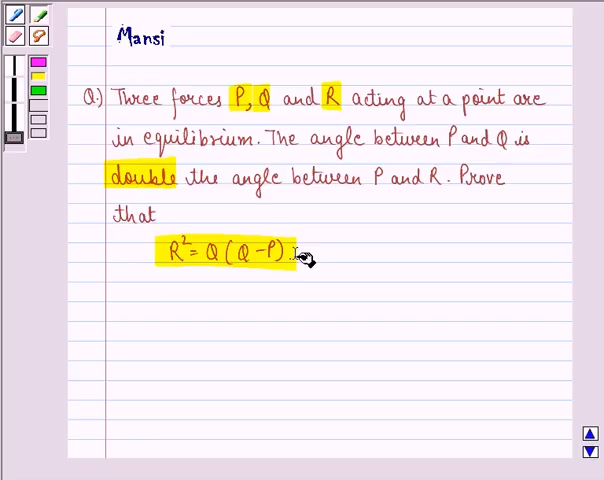 Mansi
Q.) Three forces P, Q and R acting at a point are
in equilibrium. The angle between P and Q is
double the angle between P and R. Prove
that
R² = Q (Q - P).